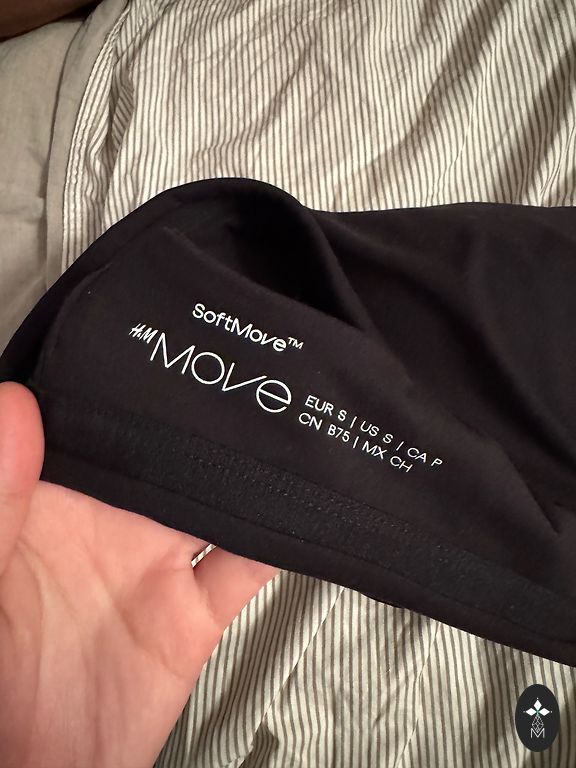 SoftMove™
H&M MOVE
EUR S | US S | CA P
CN B75 | MX CH
M